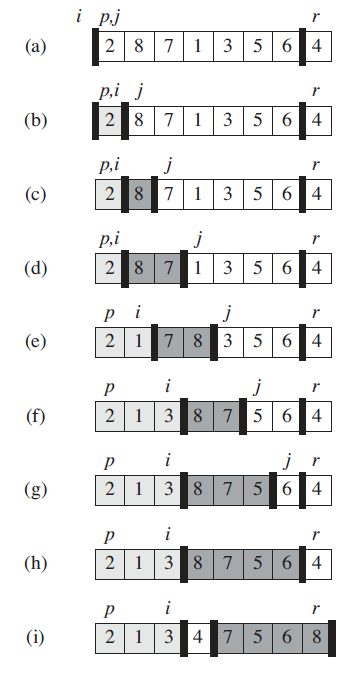 i p,j r
(a) 2 8 7 1 3 5 6 4
p,i j r
(b) 2 8 7 1 3 5 6 4
p,i j r
(c) 2 8 7 1 3 5 6 4
p,i j r
(d) 2 8 7 1 3 5 6 4
p i j r
(e) 2 1 7 8 3 5 6 4
p i j r
(f) 2 1 3 8 7 5 6 4
p i j r
(g) 2 1 3 8 7 5 6 4
p i r
(h) 2 1 3 8 7 5 6 4
p i r
(i) 2 1 3 4 7 5 6 8